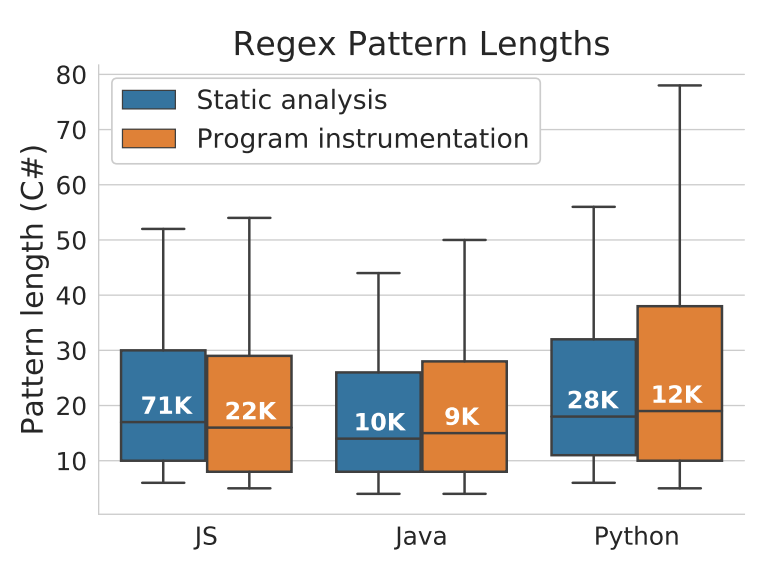 Regex Pattern Lengths
Pattern length (C#)
80
70
60
50
40
30
20
10
Static analysis
Program instrumentation
71K
22K
10K
9K
28K
12K
JS
Java
Python